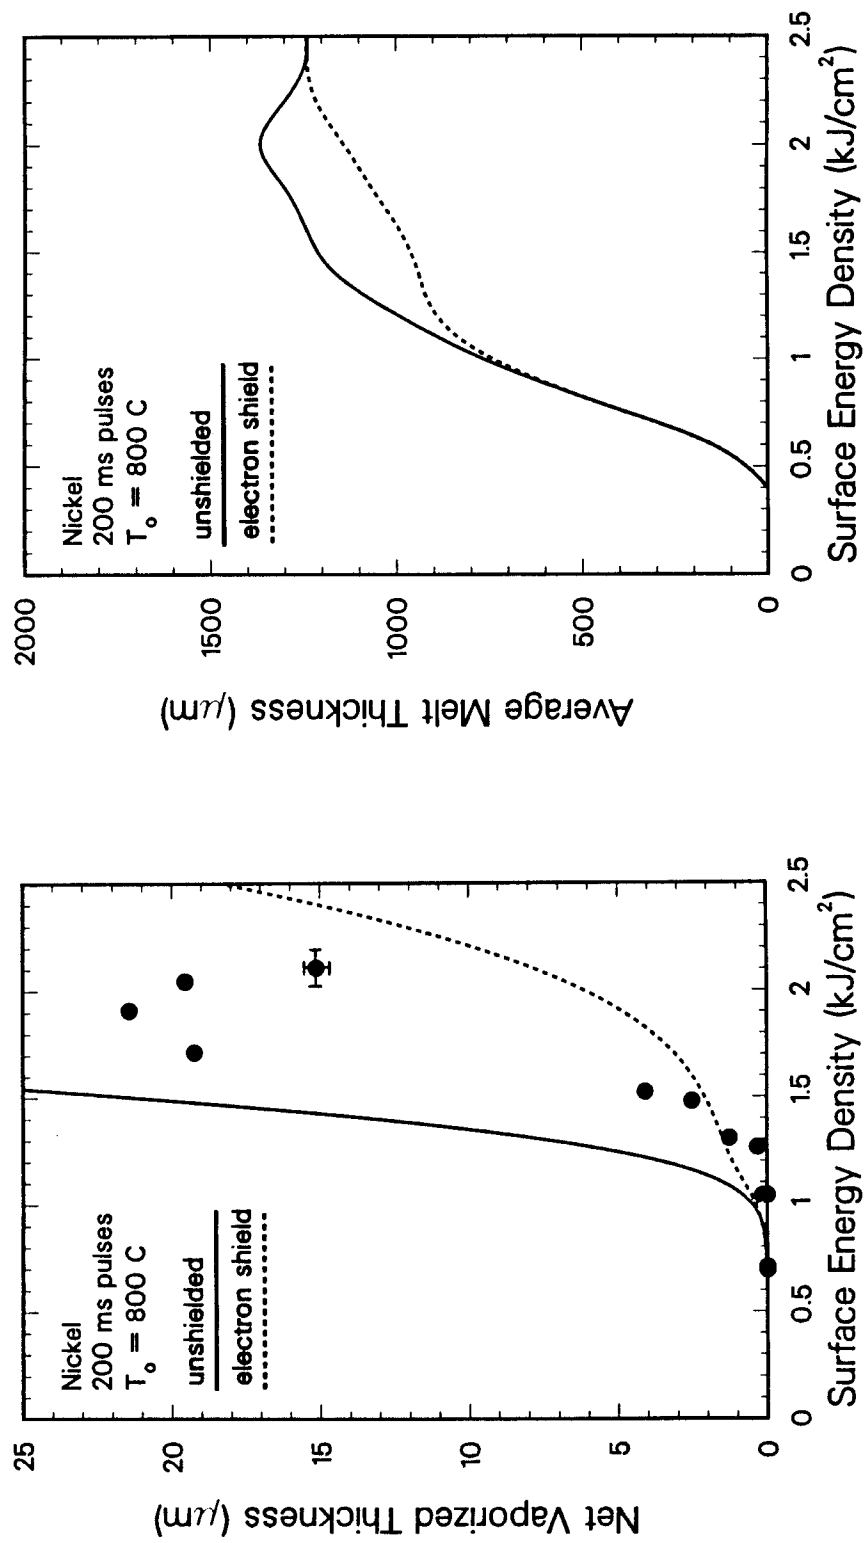 Nickel
200 ms pulses
T₀ = 800 C
unshielded
electron shield
25
20
15
10
5
0
0
0.5
1
1.5
2
2.5
Net Vaporized Thickness (μm)
Surface Energy Density (kJ/cm²)
Nickel
200 ms pulses
T₀ = 800 C
unshielded
electron shield
2000
1500
1000
500
0
0
0.5
1
1.5
2
2.5
Average Melt Thickness (μm)
Surface Energy Density (kJ/cm²)